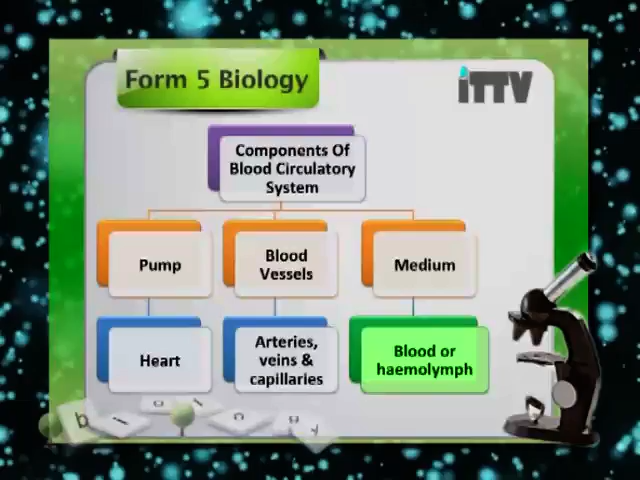 Form 5 Biology
iTTV
Components Of
Blood Circulatory
System
Pump
Blood
Vessels
Medium
Heart
Arteries,
veins &
capillaries
Blood or
haemolymph
b